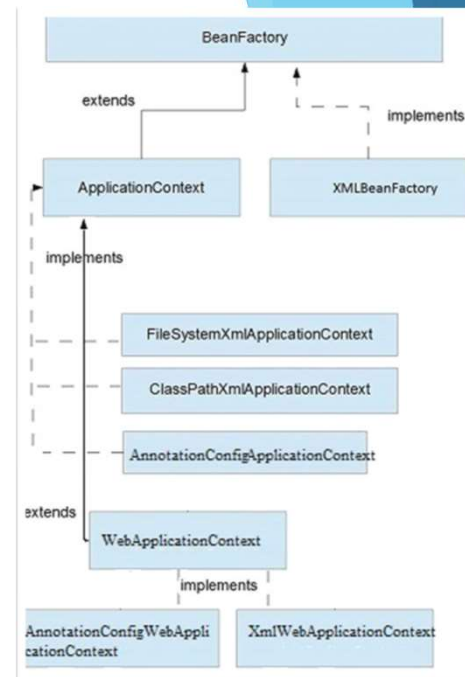 BeanFactory
extends
implements
ApplicationContext
XMLBeanFactory
implements
FileSystemXmlApplicationContext
ClassPathXmlApplicationContext
AnnotationConfigApplicationContext
extends
WebApplicationContext
implements
AnnotationConfigWebAppli
cationContext
XmlWebApplicationContext